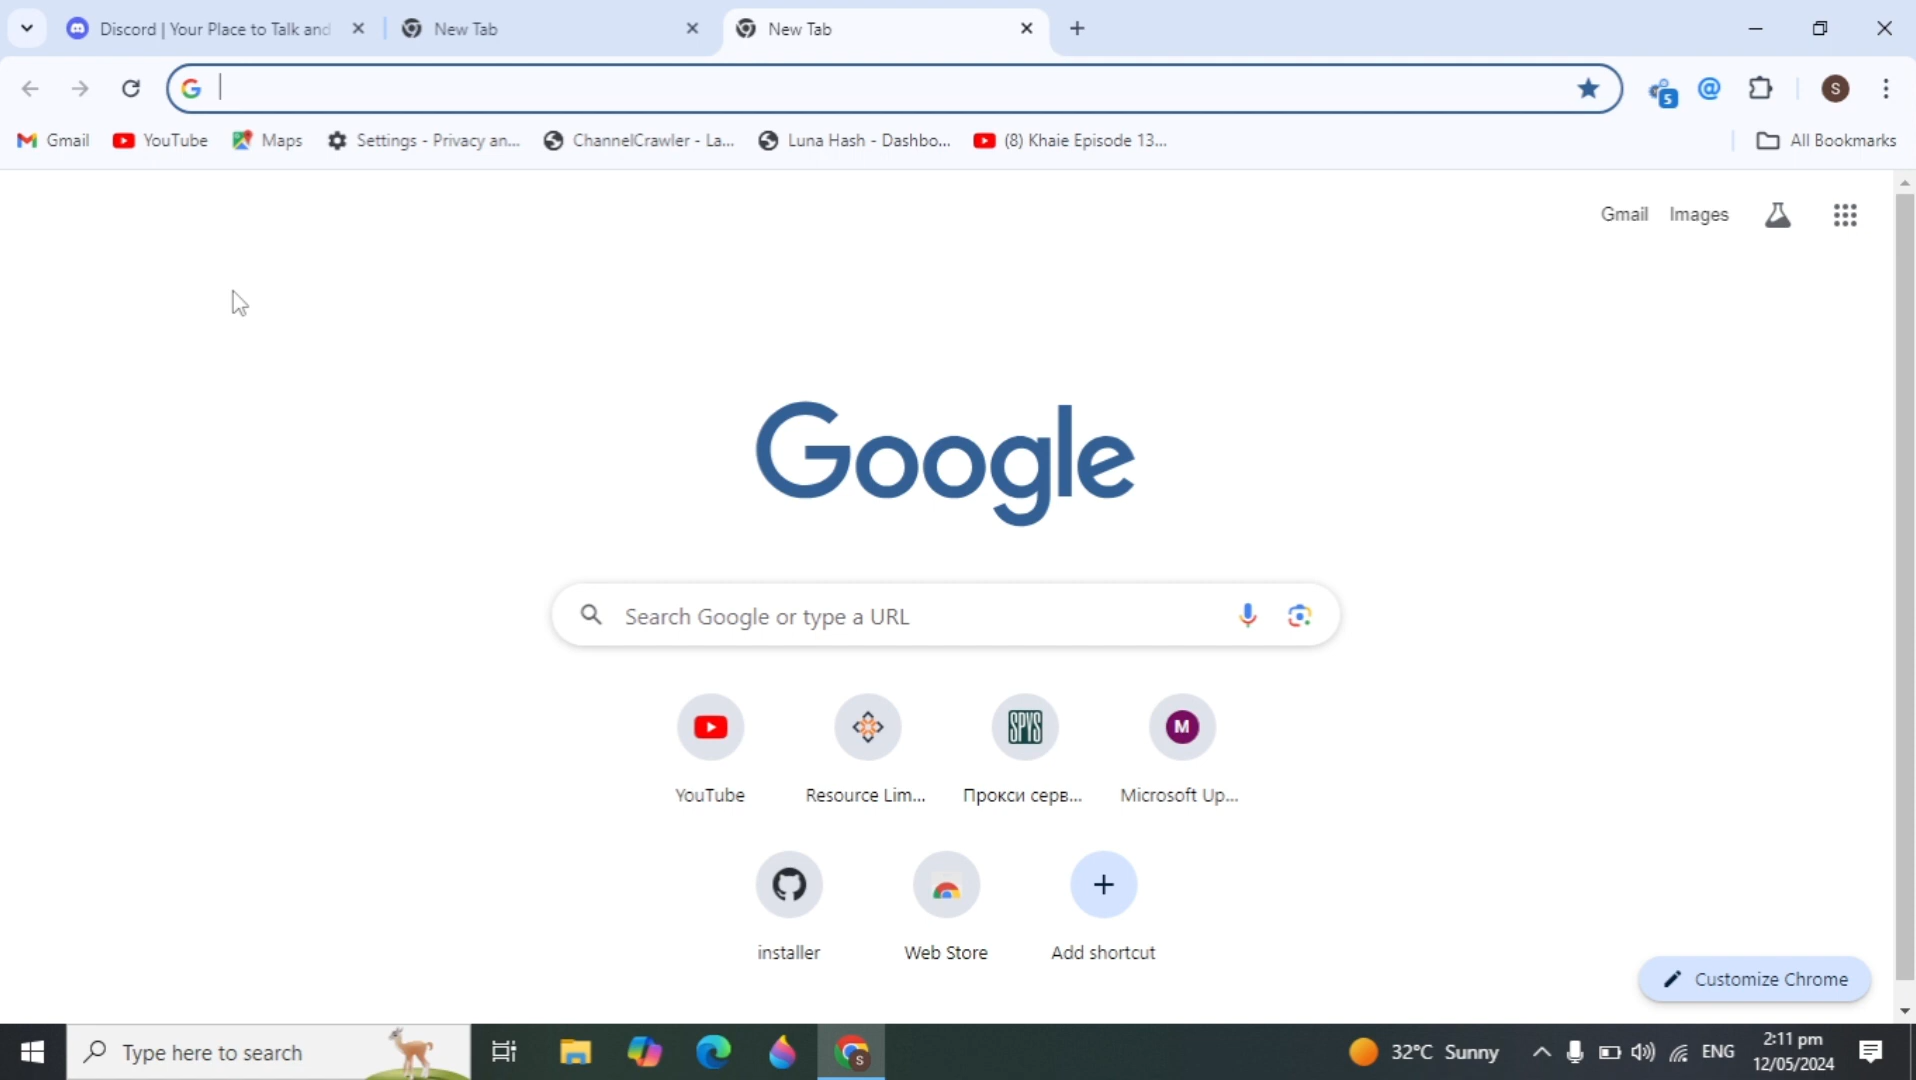 Discord | Your Place to Talk and
New Tab
New Tab
Gmail
YouTube
Maps
Settings - Privacy an...
ChannelCrawler - La...
Luna Hash - Dashbo...
(8) Khaie Episode 13...
All Bookmarks
5
S
Gmail
Images
Google
Search Google or type a URL
SPYS
M
YouTube
Resource Lim...
Прокси серв...
Microsoft Up...
installer
Web Store
Add shortcut
Customize Chrome
Type here to search
S
32°C Sunny
ENG
2:11 pm
12/05/2024